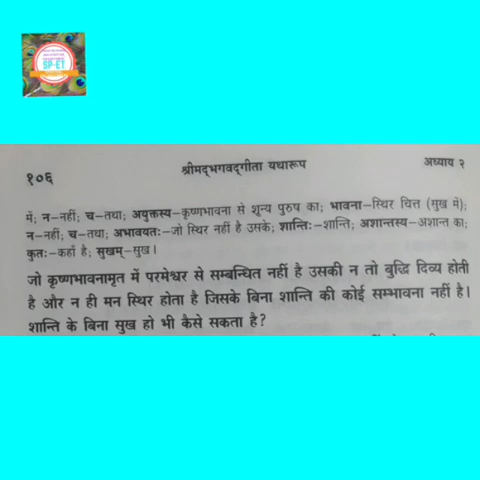 SP-ET
१०६ श्रीमद्भगवद्गीता यथारूप अध्याय २
में; न–नहीं; च–तथा; अयुक्तस्य–कृष्णभावना से शून्य पुरुष का; भावना–स्थिर चित्त (सुख में);
न–नहीं; च–तथा; अभावयतः–जो स्थिर नहीं है उसके; शान्तिः–शान्ति; अशान्तस्य–अशान्त का;
कुतः–कहाँ है; सुखम्–सुख।
जो कृष्णभावनामृत में परमेश्वर से सम्बन्धित नहीं है उसकी न तो बुद्धि दिव्य होती
है और न ही मन स्थिर होता है जिसके बिना शान्ति की कोई सम्भावना नहीं है।
शान्ति के बिना सुख हो भी कैसे सकता है?